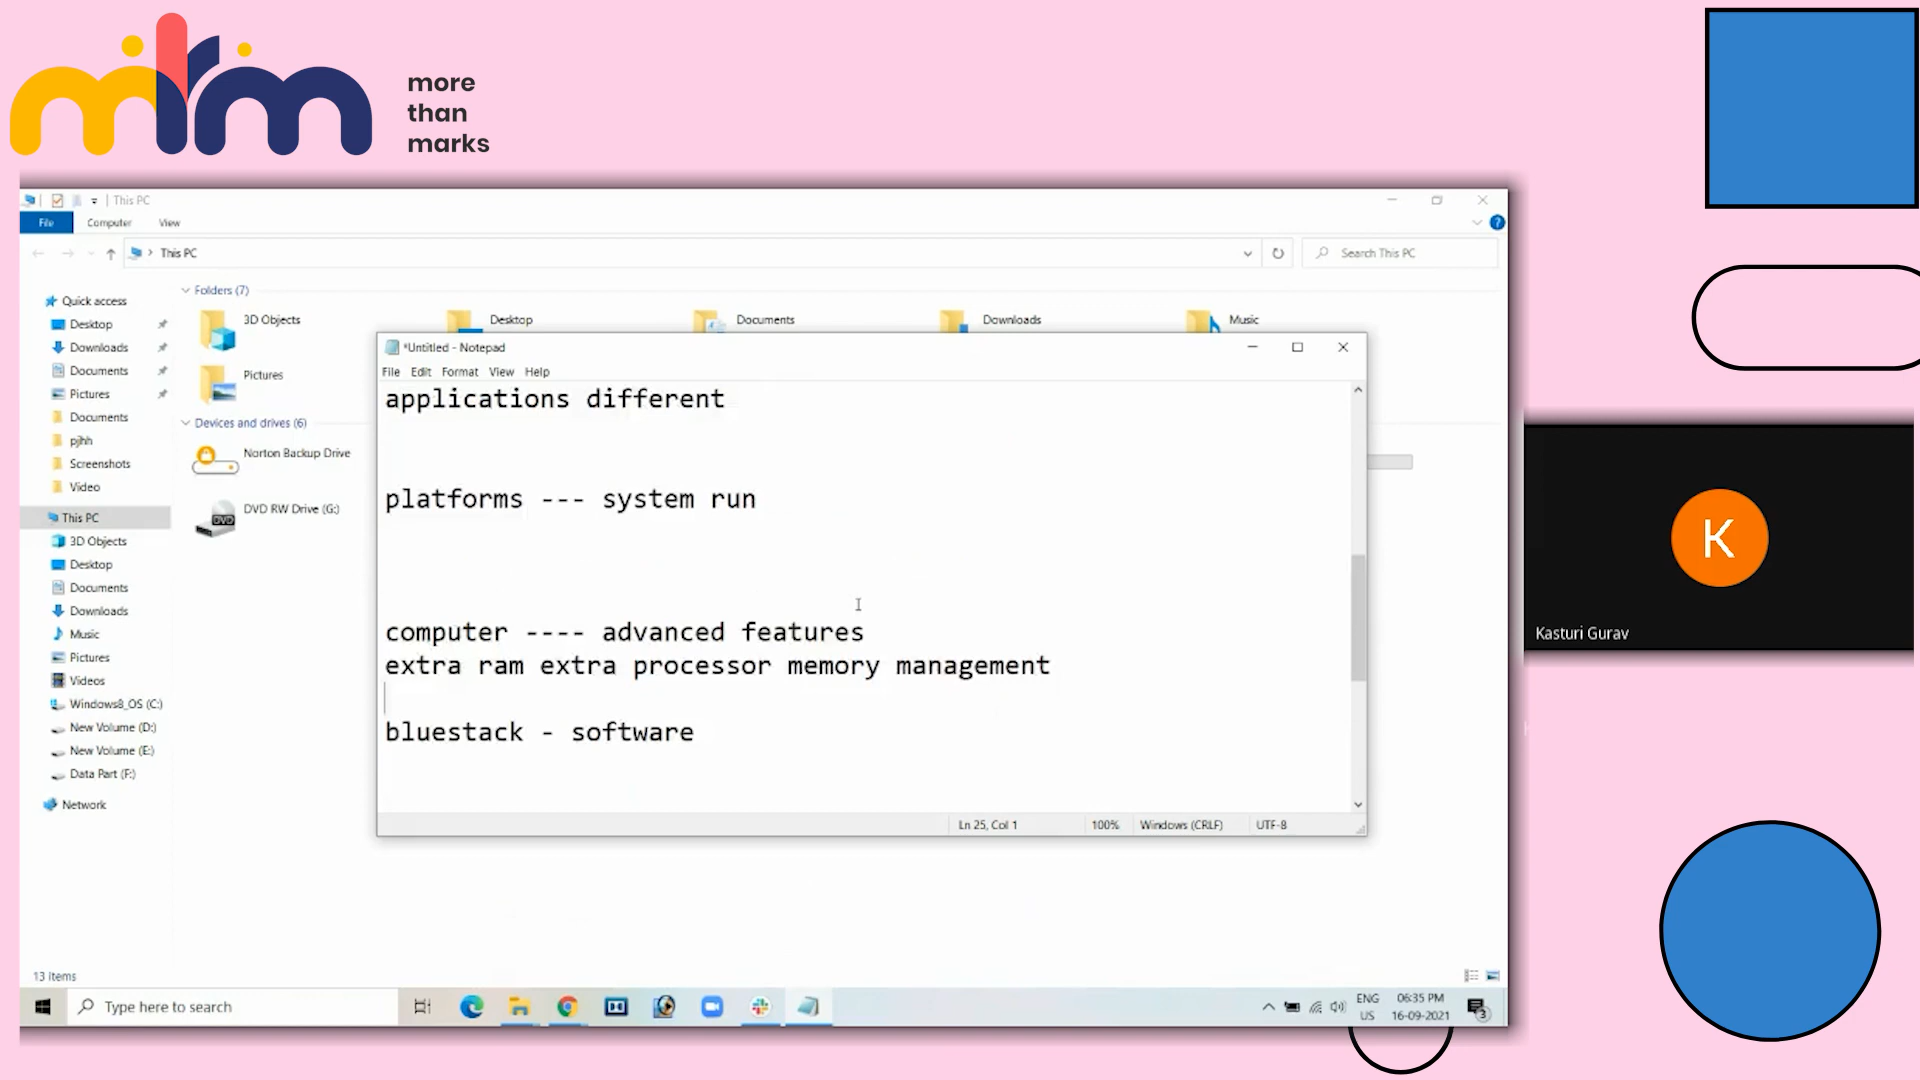 mtm
more
than
marks
This PC
File
Computer
View
This PC
Search This PC
Quick access
Desktop
Downloads
Documents
Pictures
Documents
pjhh
Screenshots
Video
This PC
3D Objects
Desktop
Documents
Downloads
Music
Pictures
Videos
Windows8_OS (C:)
New Volume (D:)
New Volume (E:)
Data Part (F:)
Network
Folders (7)
3D Objects
Desktop
Documents
Downloads
Music
Pictures
Devices and drives (6)
Norton Backup Drive
DVD RW Drive (G:)
DVD
*Untitled - Notepad
File Edit Format View Help
applications different
platforms --- system run
computer ---- advanced features
extra ram extra processor memory management
bluestack - software
Ln 25, Col 1
100%
Windows (CRLF)
UTF-8
K
Kasturi Gurav
13 items
Type here to search
ENG
US
06:35 PM
16-09-2021
3